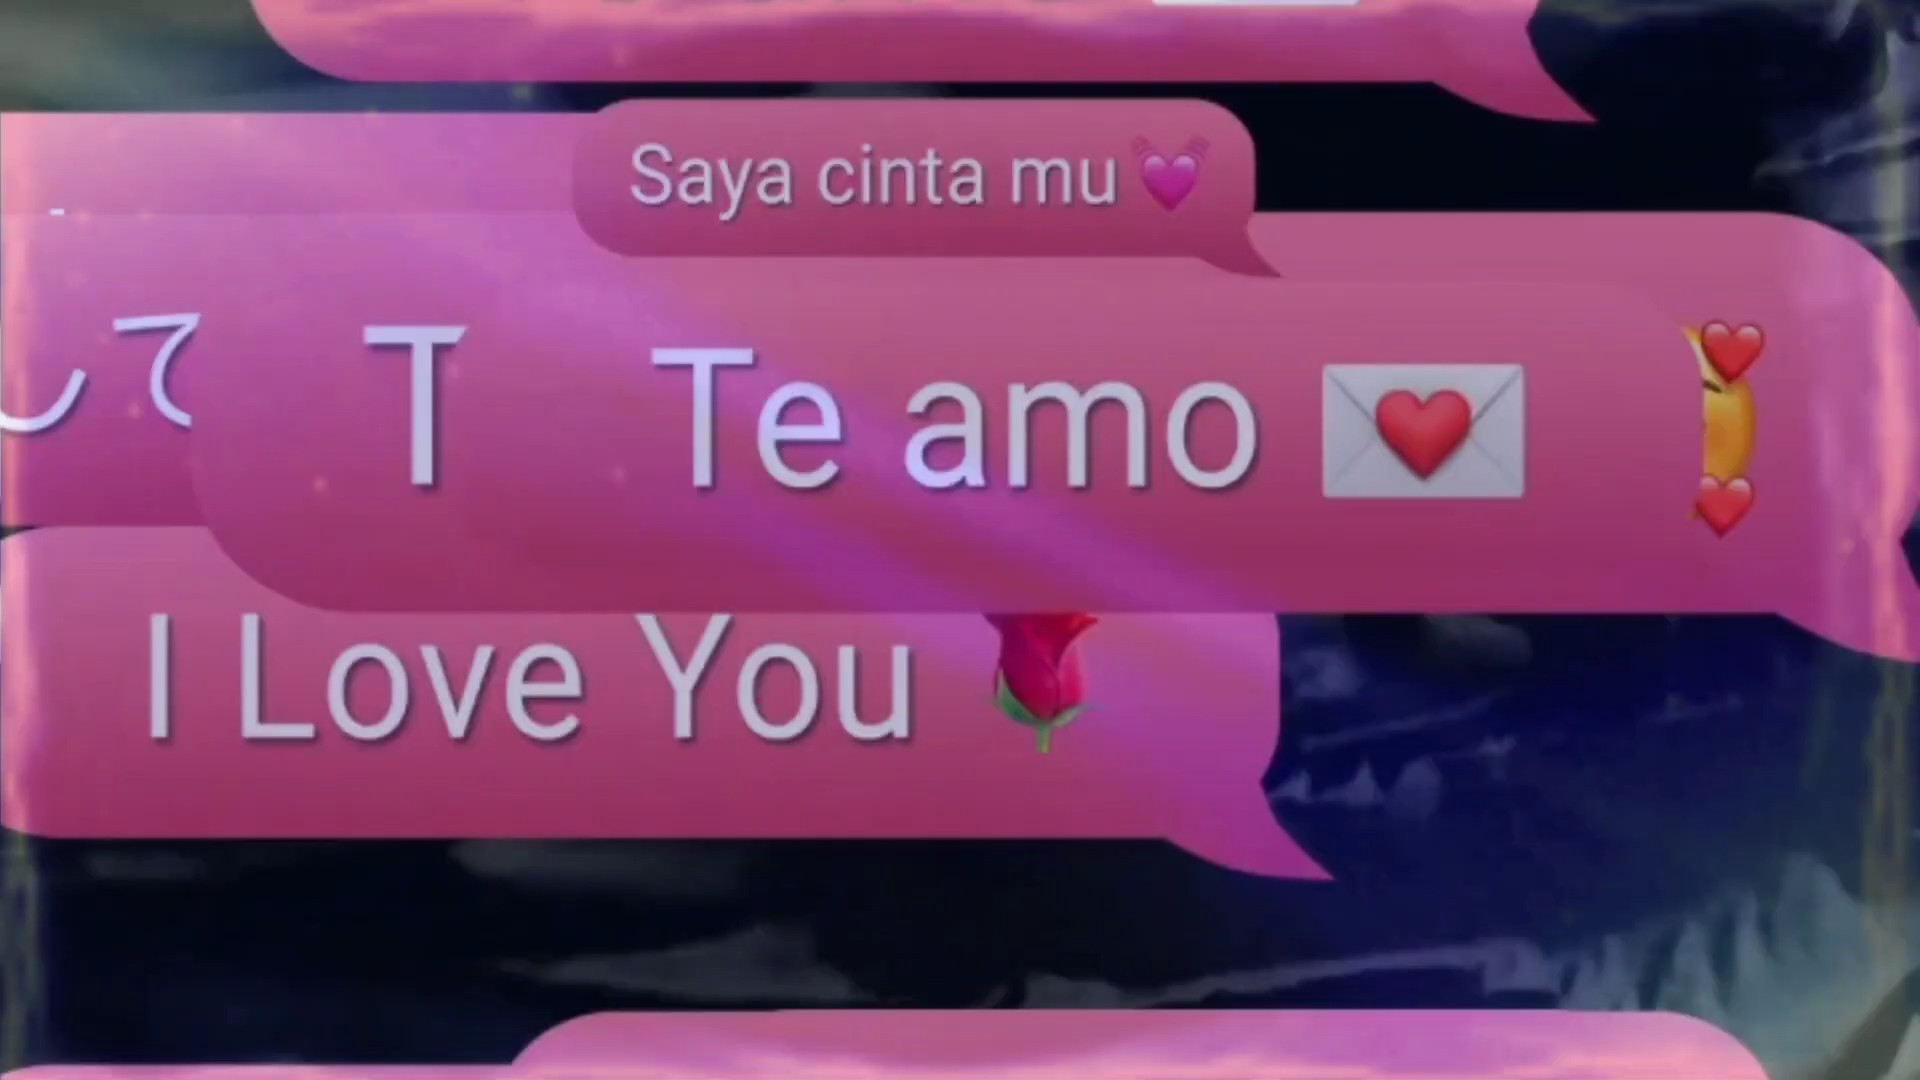 Saya cinta mu 💓
して
T
Te amo 💌
I Love You 🌹